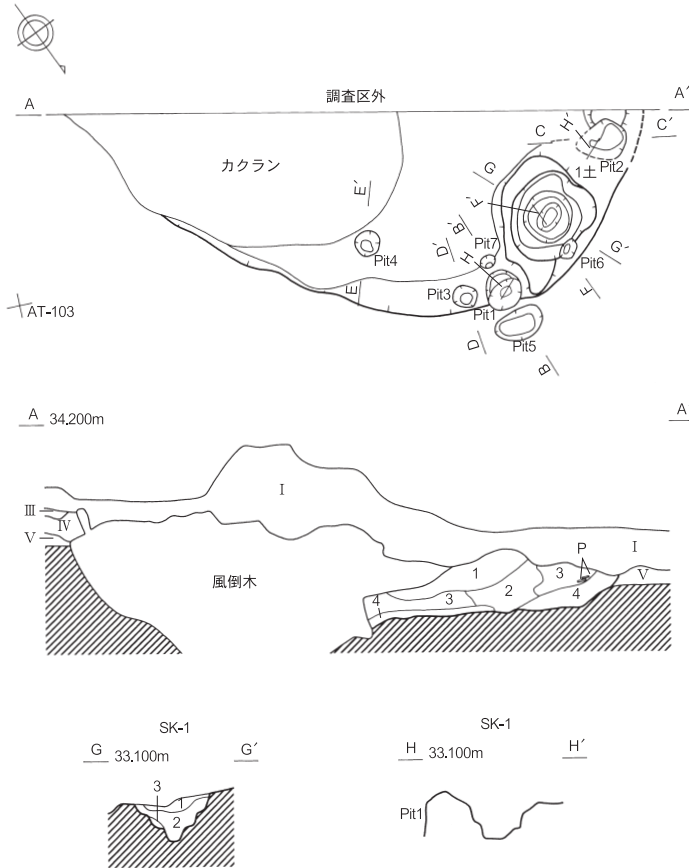 調査区外
A
A´
C
H´
C´
カクラン
1土
Pit2
G
E´
F´
B´
D´
Pit7
G´
H
Pit6
Pit4
F
E
Pit3
Pit1
AT-103
Pit5
D
B
A 34.200m
A
Ⅰ
Ⅲ
Ⅳ
Ⅴ
P
Ⅰ
1
3
Ⅴ
風倒木
2
4
3
4
SK-1
G 33.100m G´
3
1
2
SK-1
H 33.100m H´
Pit1